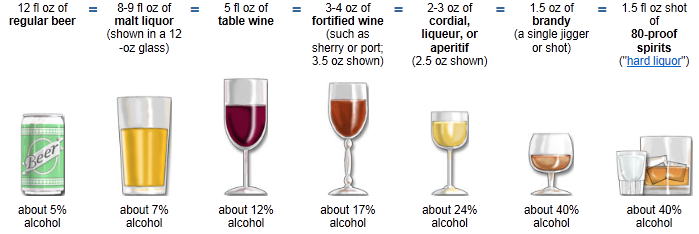 12 fl oz of
regular beer
=
8-9 fl oz of
malt liquor
(shown in a 12
-oz glass)
=
5 fl oz of
table wine
=
3-4 oz of
fortified wine
(such as
sherry or port;
3.5 oz shown)
=
2-3 oz of
cordial,
liqueur, or
aperitif
(2.5 oz shown)
=
1.5 oz of
brandy
(a single jigger
or shot)
=
1.5 fl oz shot
of
80-proof
spirits
("hard liquor")
Beer
about 5%
alcohol
about 7%
alcohol
about 12%
alcohol
about 17%
alcohol
about 24%
alcohol
about 40%
alcohol
about 40%
alcohol